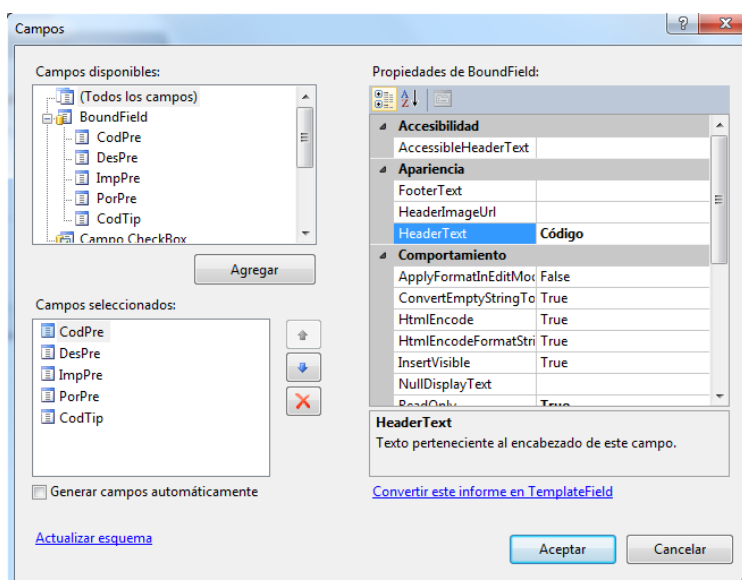 Campos
Campos disponibles:
(Todos los campos)
BoundField
CodPre
DesPre
ImpPre
PorPre
CodTip
Campo CheckBox
Agregar
Campos seleccionados:
CodPre
DesPre
ImpPre
PorPre
CodTip
Generar campos automáticamente
Actualizar esquema
Propiedades de BoundField:
Accesibilidad
AccessibleHeaderText
Apariencia
FooterText
HeaderImageUrl
HeaderText Código
Comportamiento
ApplyFormatInEditMod False
ConvertEmptyStringTo True
HtmlEncode True
HtmlEncodeFormatStri True
InsertVisible True
NullDisplayText
ReadOnly True
HeaderText
Texto perteneciente al encabezado de este campo.
Convertir este informe en TemplateField
Aceptar Cancelar